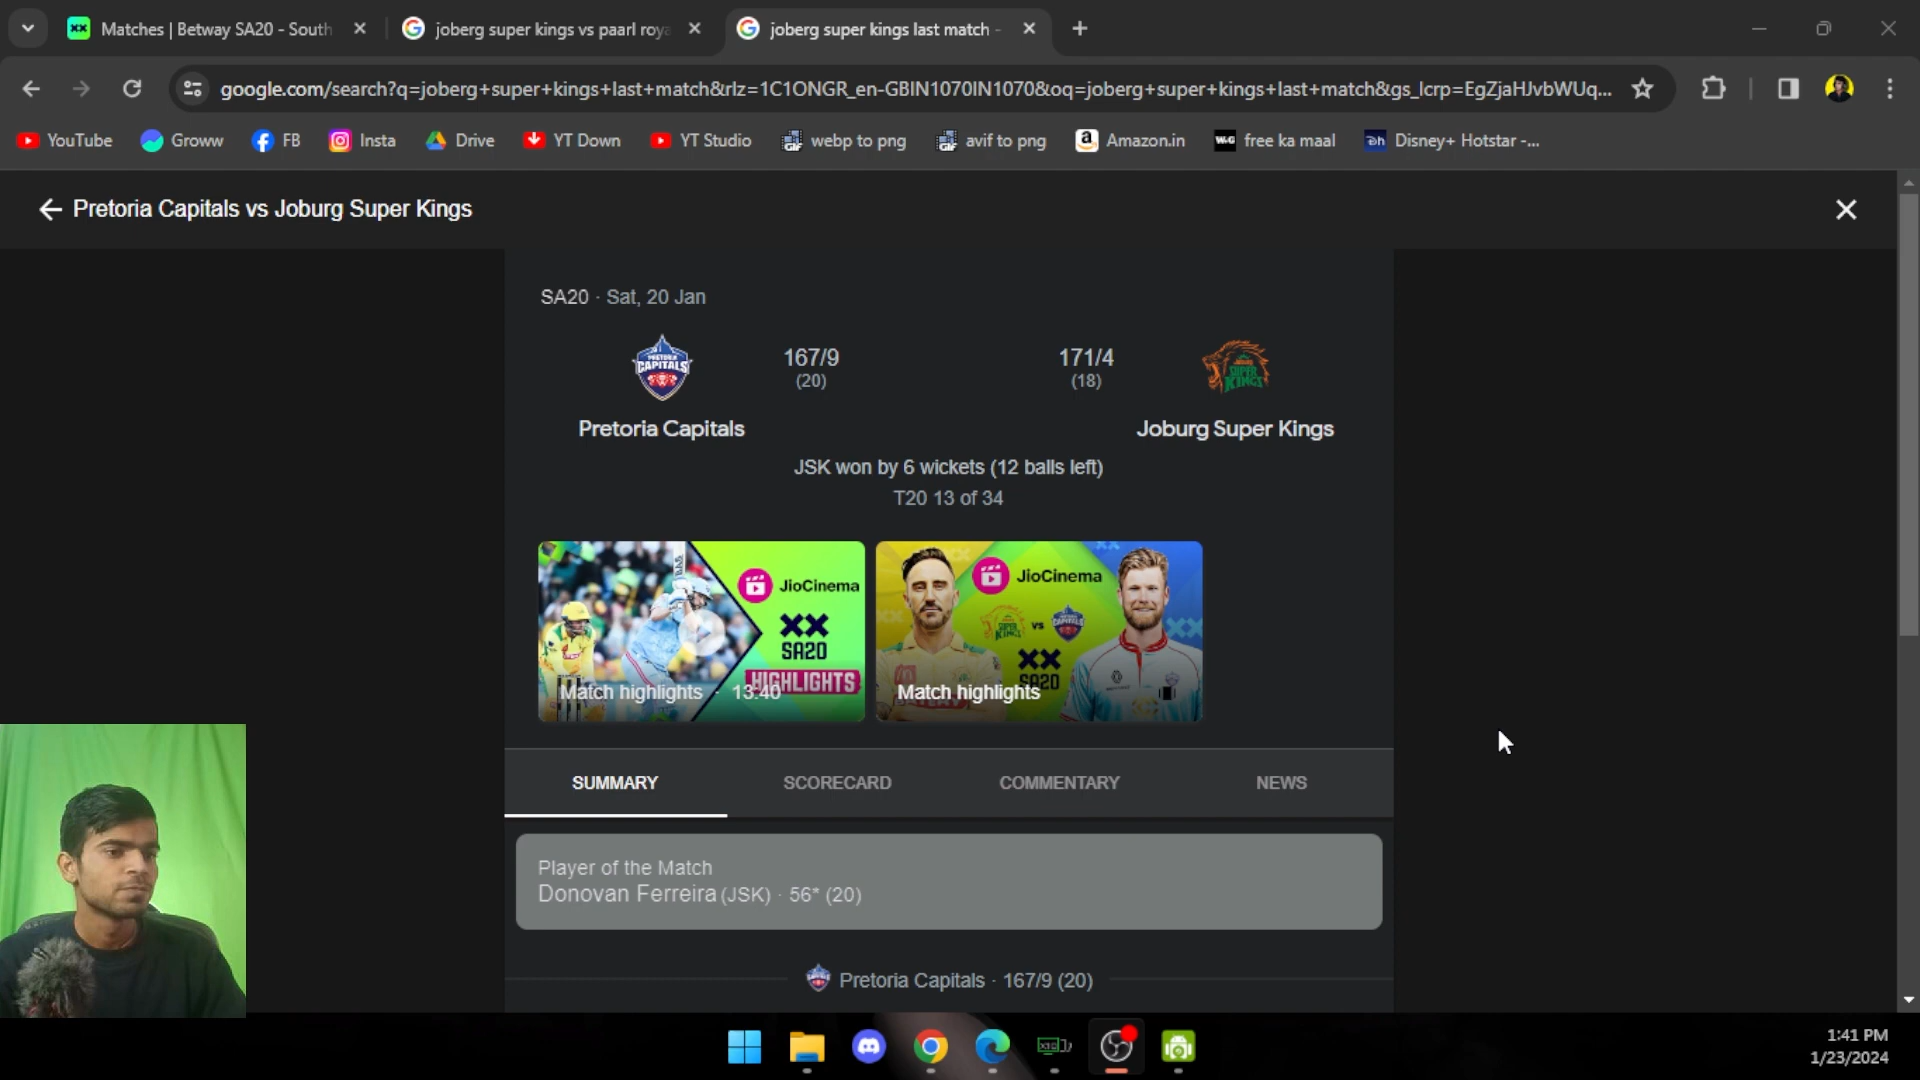 Matches | Betway SA20 - South
joberg super kings vs paarl roya
joberg super kings last match -
google.com/search?q=joberg+super+kings+last+match&rlz=1C1ONGR_en-GBIN1070IN1070&oq=joberg+super+kings+last+match&gs_lcrp=EgZjaHJvbWUq...
YouTube
Groww
FB
Insta
Drive
YT Down
YT Studio
webp to png
avif to png
Amazon.in
free ka maal
Disney+ Hotstar -...
Pretoria Capitals vs Joburg Super Kings
SA20 · Sat, 20 Jan
PRETORIA
CAPITALS
167/9
(20)
171/4
(18)
SUPER
KINGS
Pretoria Capitals
Joburg Super Kings
JSK won by 6 wickets (12 balls left)
T20 13 of 34
JioCinema
SA20
HIGHLIGHTS
Match highlights · 13:40
JioCinema
VS
SA20
Match highlights
SUMMARY
SCORECARD
COMMENTARY
NEWS
Player of the Match
Donovan Ferreira (JSK) · 56* (20)
Pretoria Capitals · 167/9 (20)
1:41 PM
1/23/2024